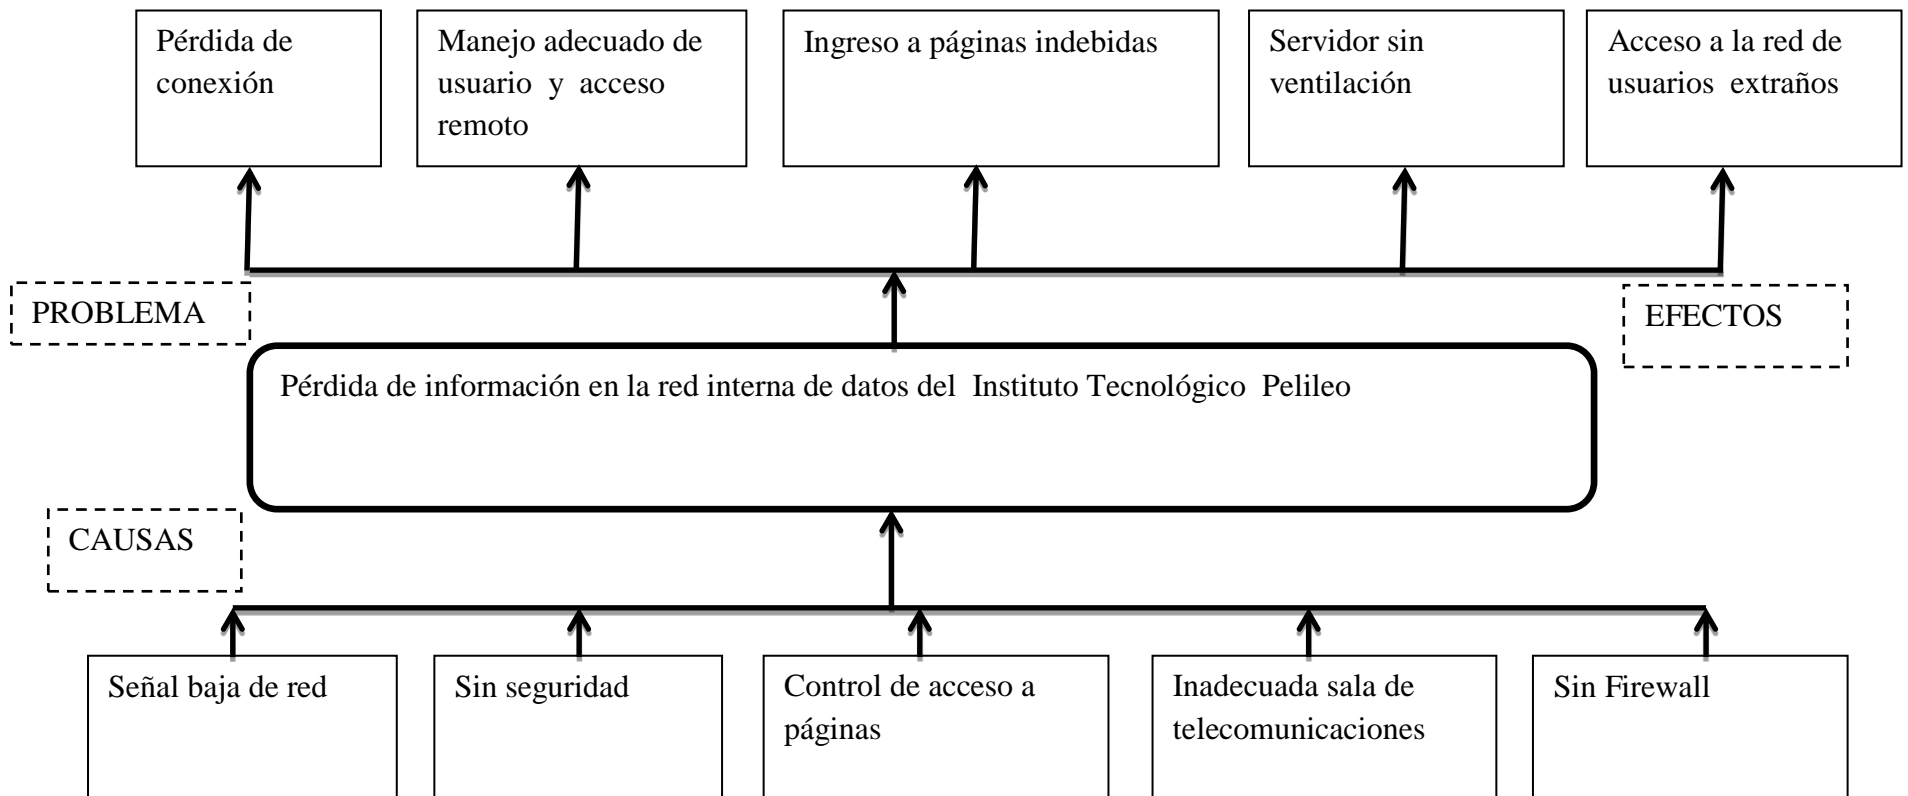 Pérdida de
conexión
Manejo adecuado de
usuario y acceso
remoto
Ingreso a páginas indebidas
Servidor sin
ventilación
Acceso a la red de
usuarios extraños
PROBLEMA
EFECTOS
Pérdida de información en la red interna de datos del Instituto Tecnológico Pelileo
CAUSAS
Señal baja de red
Sin seguridad
Control de acceso a
páginas
Inadecuada sala de
telecomunicaciones
Sin Firewall